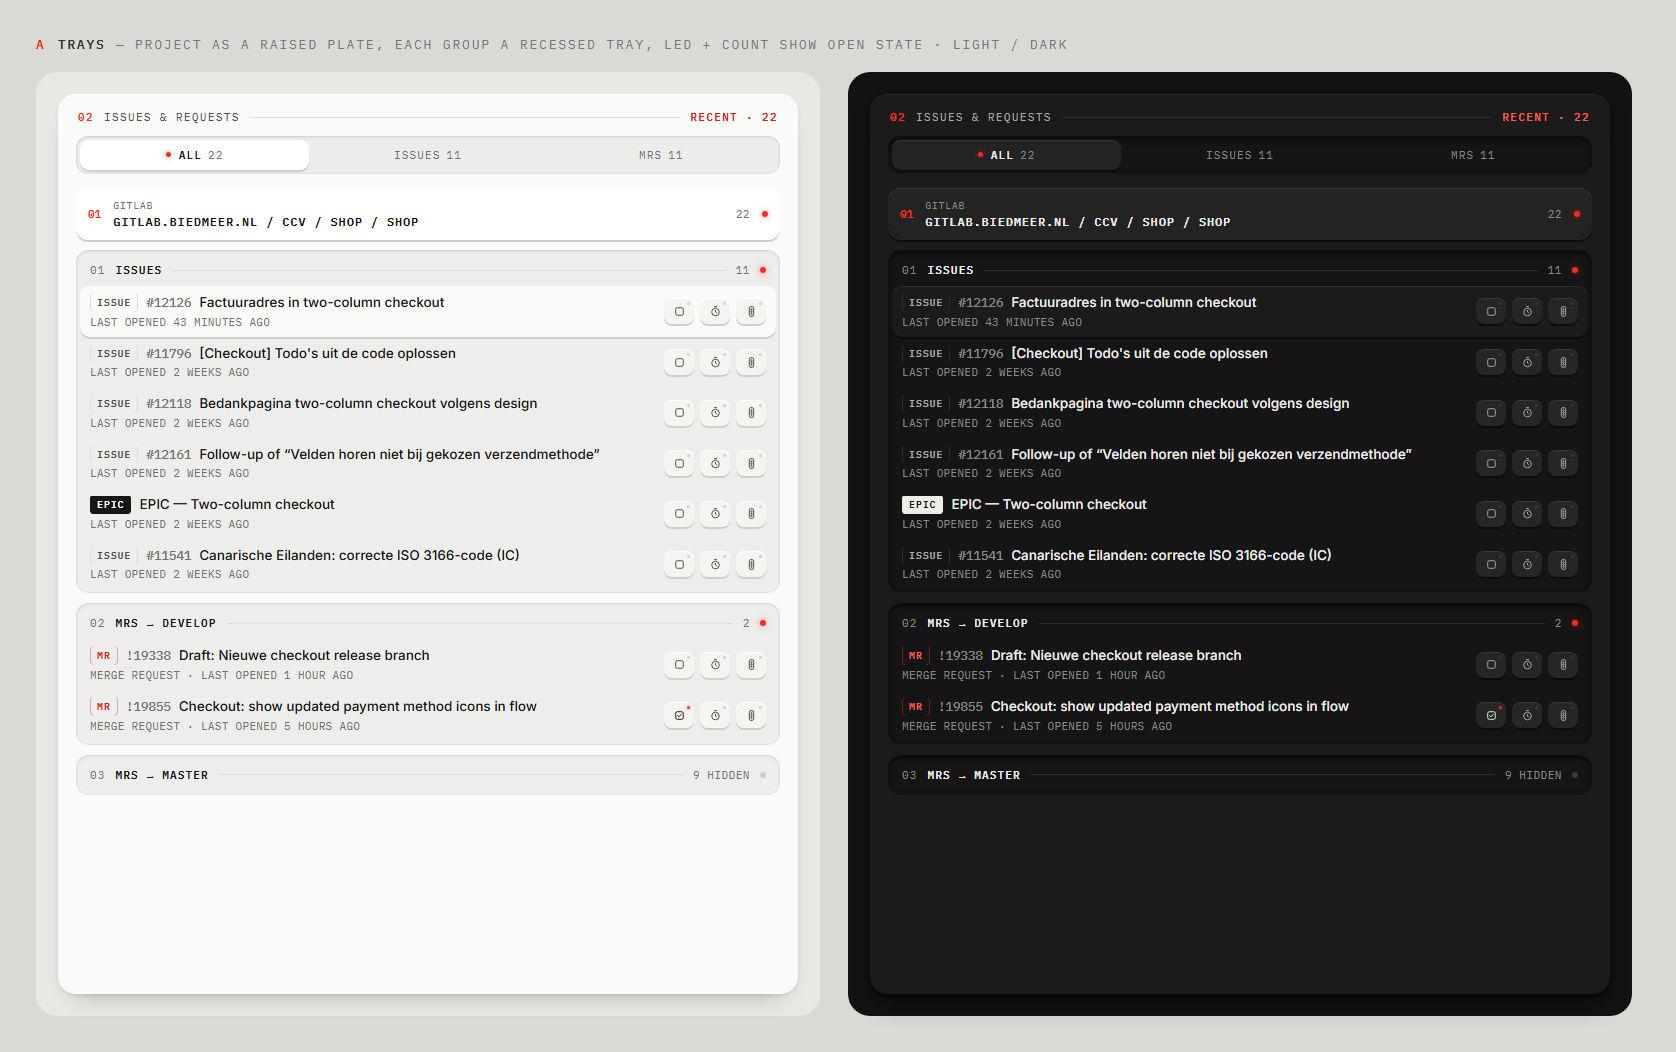 A TRAYS — PROJECT AS A RAISED PLATE, EACH GROUP A RECESSED TRAY, LED + COUNT SHOW OPEN STATE · LIGHT / DARK
02 ISSUES & REQUESTS RECENT · 22
ALL 22 ISSUES 11 MRS 11
GITLAB
01 GITLAB.BIEDMEER.NL / CCV / SHOP / SHOP 22
01 ISSUES 11
ISSUE #12126 Factuuradres in two-column checkout
LAST OPENED 43 MINUTES AGO
ISSUE #11796 [Checkout] Todo's uit de code oplossen
LAST OPENED 2 WEEKS AGO
ISSUE #12118 Bedankpagina two-column checkout volgens design
LAST OPENED 2 WEEKS AGO
ISSUE #12161 Follow-up of “Velden horen niet bij gekozen verzendmethode”
LAST OPENED 2 WEEKS AGO
EPIC EPIC — Two-column checkout
LAST OPENED 2 WEEKS AGO
ISSUE #11541 Canarische Eilanden: correcte ISO 3166-code (IC)
LAST OPENED 2 WEEKS AGO
02 MRS → DEVELOP 2
MR !19338 Draft: Nieuwe checkout release branch
MERGE REQUEST · LAST OPENED 1 HOUR AGO
MR !19855 Checkout: show updated payment method icons in flow
MERGE REQUEST · LAST OPENED 5 HOURS AGO
03 MRS → MASTER 9 HIDDEN
02 ISSUES & REQUESTS RECENT · 22
ALL 22 ISSUES 11 MRS 11
GITLAB
01 GITLAB.BIEDMEER.NL / CCV / SHOP / SHOP 22
01 ISSUES 11
ISSUE #12126 Factuuradres in two-column checkout
LAST OPENED 43 MINUTES AGO
ISSUE #11796 [Checkout] Todo's uit de code oplossen
LAST OPENED 2 WEEKS AGO
ISSUE #12118 Bedankpagina two-column checkout volgens design
LAST OPENED 2 WEEKS AGO
ISSUE #12161 Follow-up of “Velden horen niet bij gekozen verzendmethode”
LAST OPENED 2 WEEKS AGO
EPIC EPIC — Two-column checkout
LAST OPENED 2 WEEKS AGO
ISSUE #11541 Canarische Eilanden: correcte ISO 3166-code (IC)
LAST OPENED 2 WEEKS AGO
02 MRS → DEVELOP 2
MR !19338 Draft: Nieuwe checkout release branch
MERGE REQUEST · LAST OPENED 1 HOUR AGO
MR !19855 Checkout: show updated payment method icons in flow
MERGE REQUEST · LAST OPENED 5 HOURS AGO
03 MRS → MASTER 9 HIDDEN